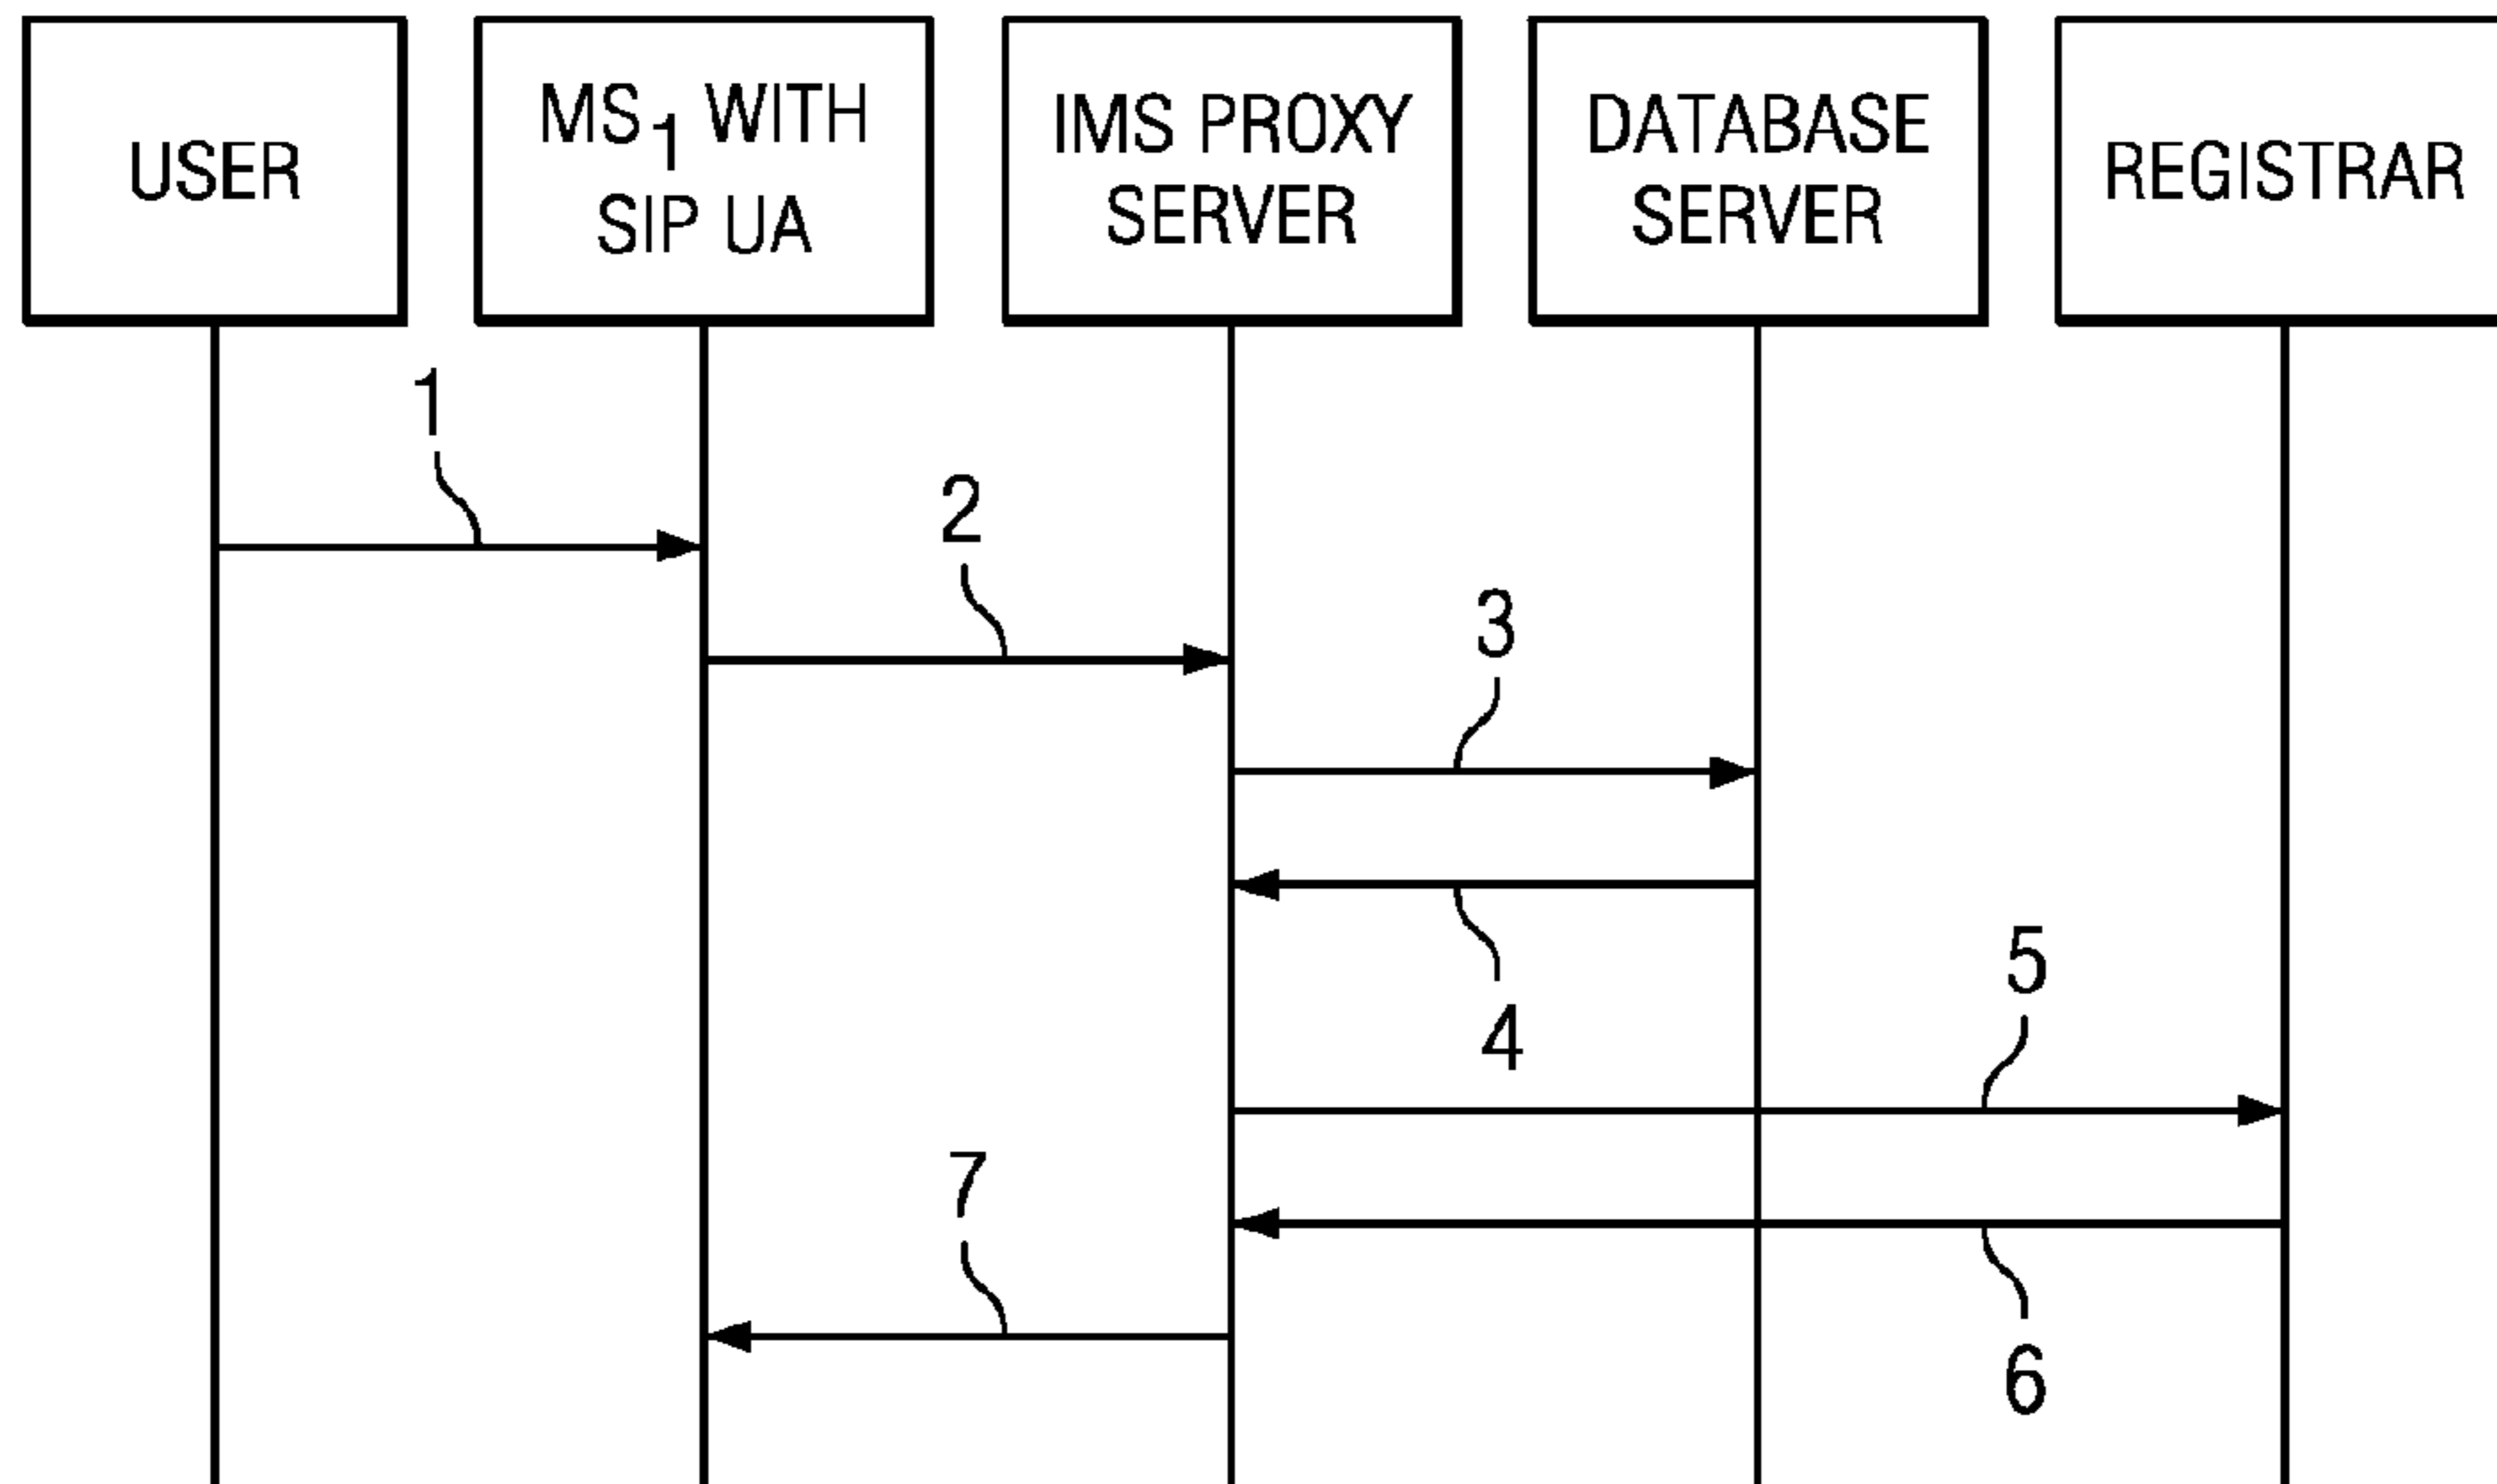 USER
MS1 WITH
SIP UA
IMS PROXY
SERVER
DATABASE
SERVER
REGISTRAR
1
2
3
4
5
7
6